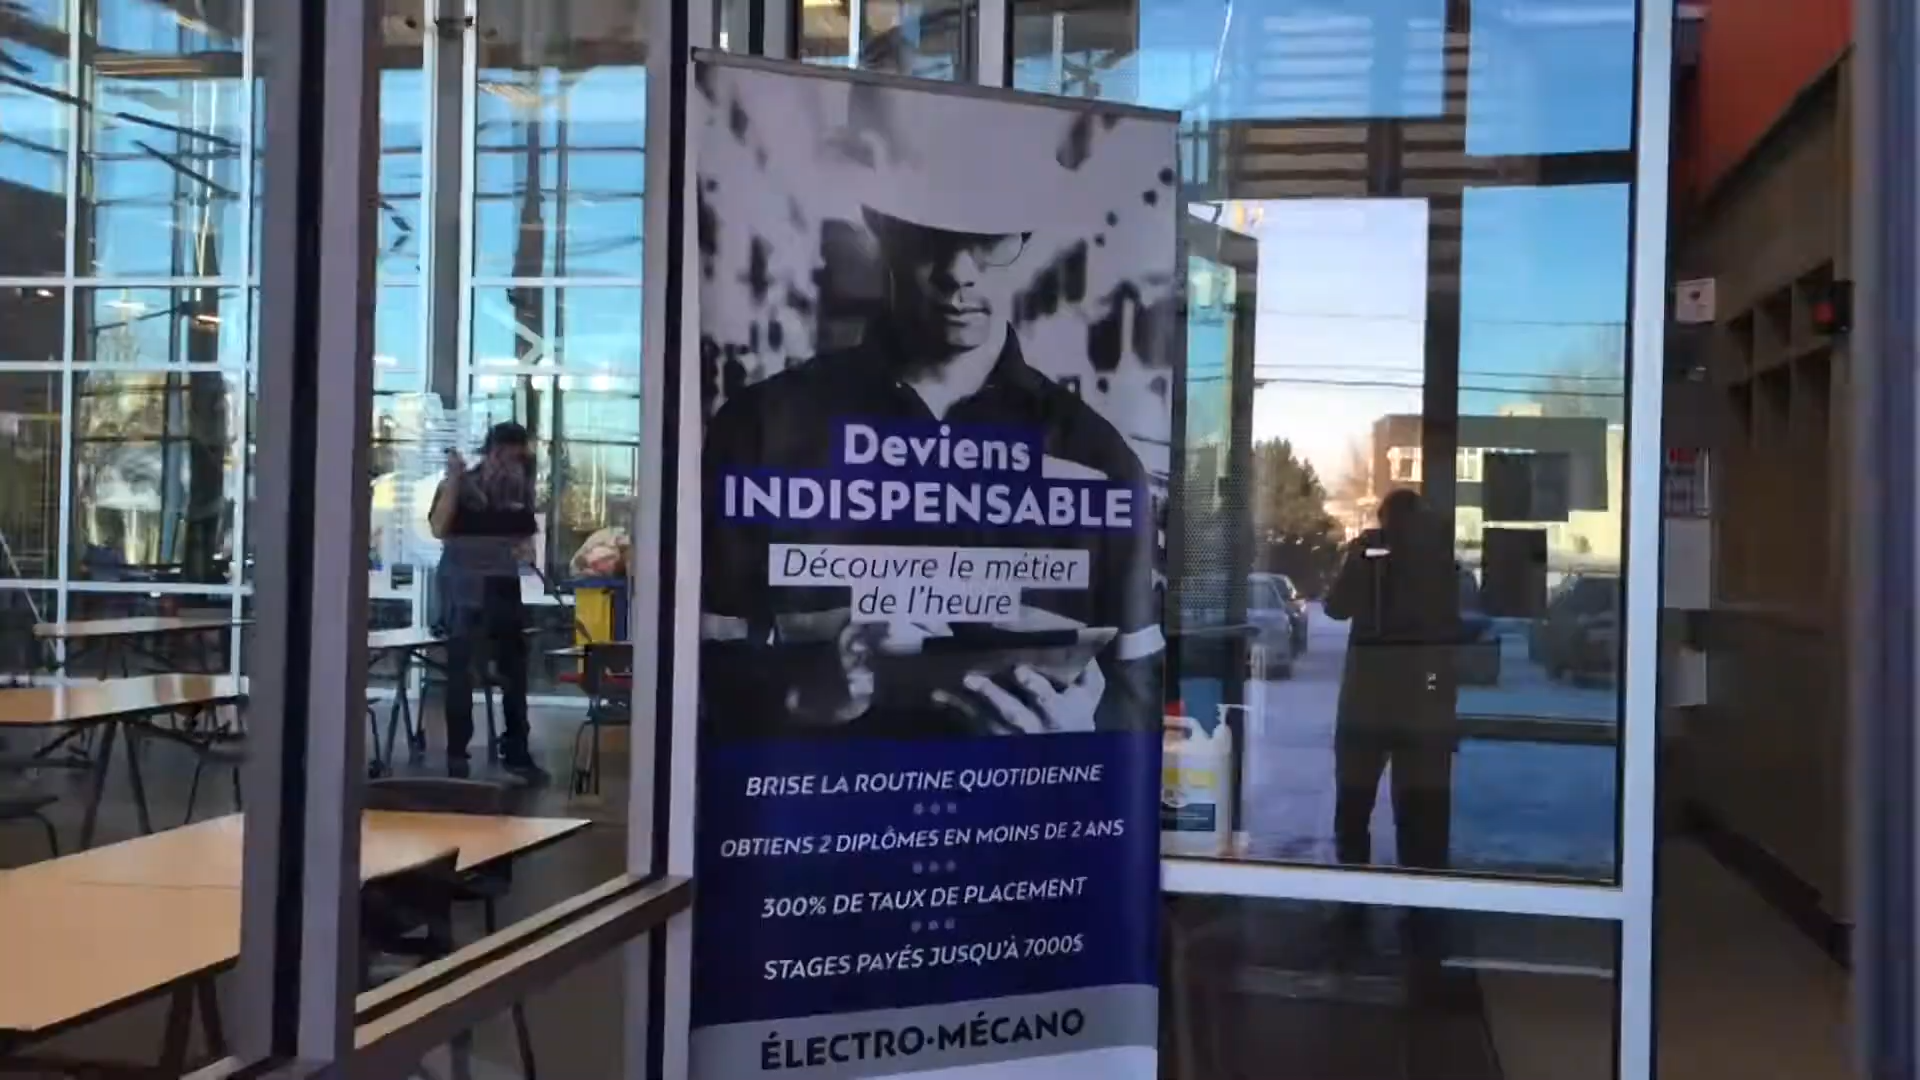 Deviens
INDISPENSABLE
Découvre le métier
de l'heure
BRISE LA ROUTINE QUOTIDIENNE
OBTIENS 2 DIPLÔMES EN MOINS DE 2 ANS
300% DE TAUX DE PLACEMENT
STAGES PAYÉS JUSQU'À 7000$
ÉLECTRO•MÉCANO